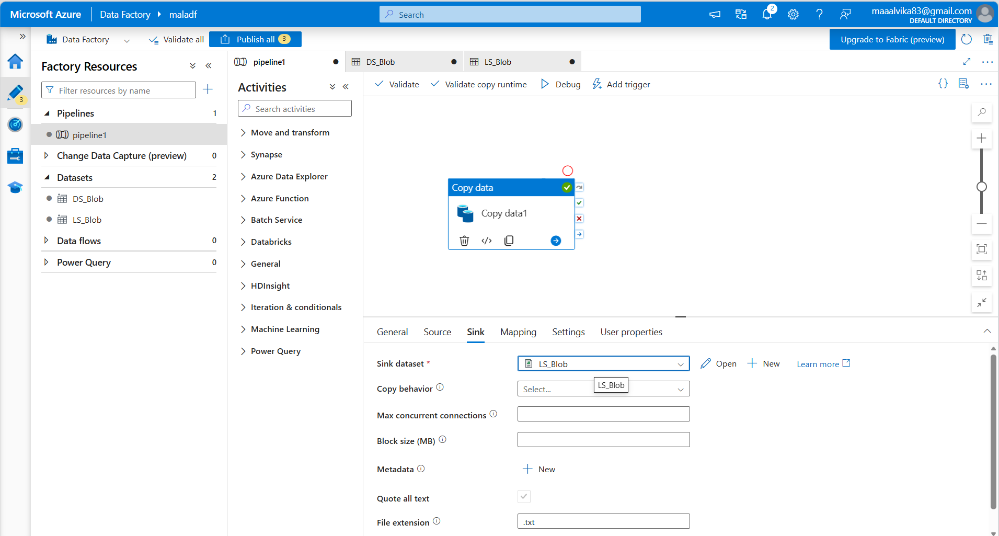 Microsoft Azure
Data Factory
maladf
Search
2
maaalvika83@gmail.com
DEFAULT DIRECTORY
Data Factory
Validate all
Publish all
3
Upgrade to Fabric (preview)
3
Factory Resources
Filter resources by name
Pipelines 1
pipeline1
Change Data Capture (preview) 0
Datasets 2
DS_Blob
LS_Blob
Data flows 0
Power Query 0
pipeline1
DS_Blob
LS_Blob
Activities
Search activities
Move and transform
Synapse
Azure Data Explorer
Azure Function
Batch Service
Databricks
General
HDInsight
Iteration & conditionals
Machine Learning
Power Query
Validate
Validate copy runtime
Debug
Add trigger
Copy data
Copy data1
General
Source
Sink
Mapping
Settings
User properties
Sink dataset *
LS_Blob
Open
New
Learn more
Copy behavior
Select...
LS_Blob
Max concurrent connections
Block size (MB)
Metadata
New
Quote all text
File extension
.txt